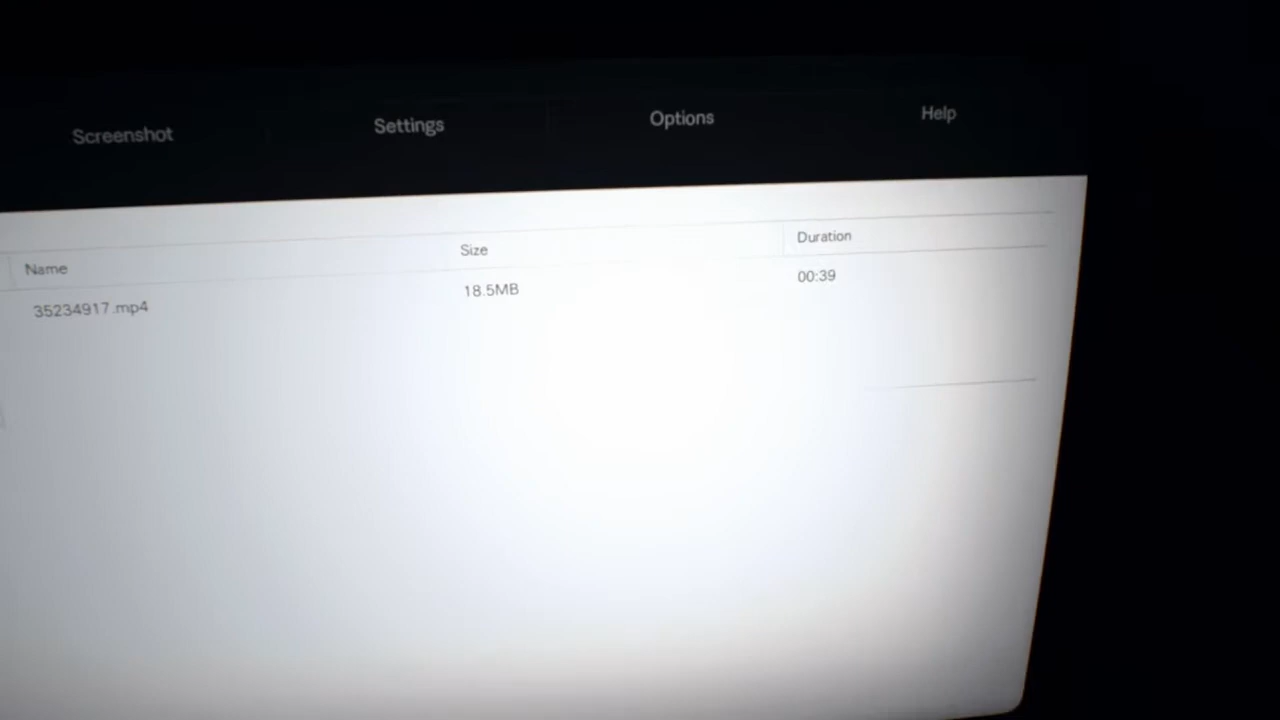 Screenshot Settings Options Help
Name Size Duration
35234917.mp4 18.5MB 00:39